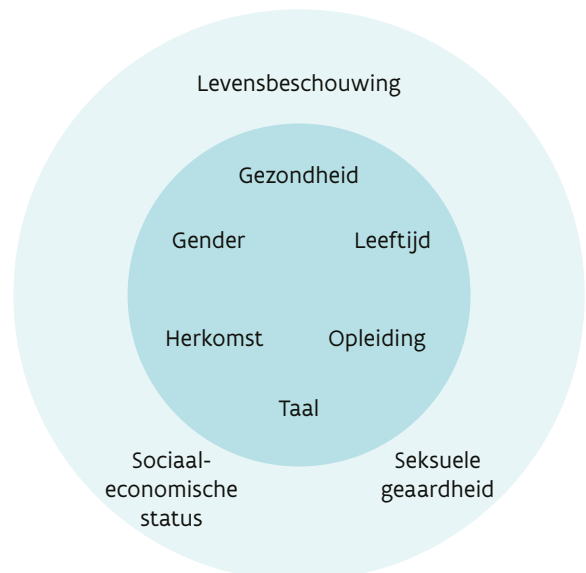 Levensbeschouwing
Gezondheid
Gender
Leeftijd
Herkomst
Opleiding
Taal
Sociaal-
economische
status
Seksuele
geaardheid